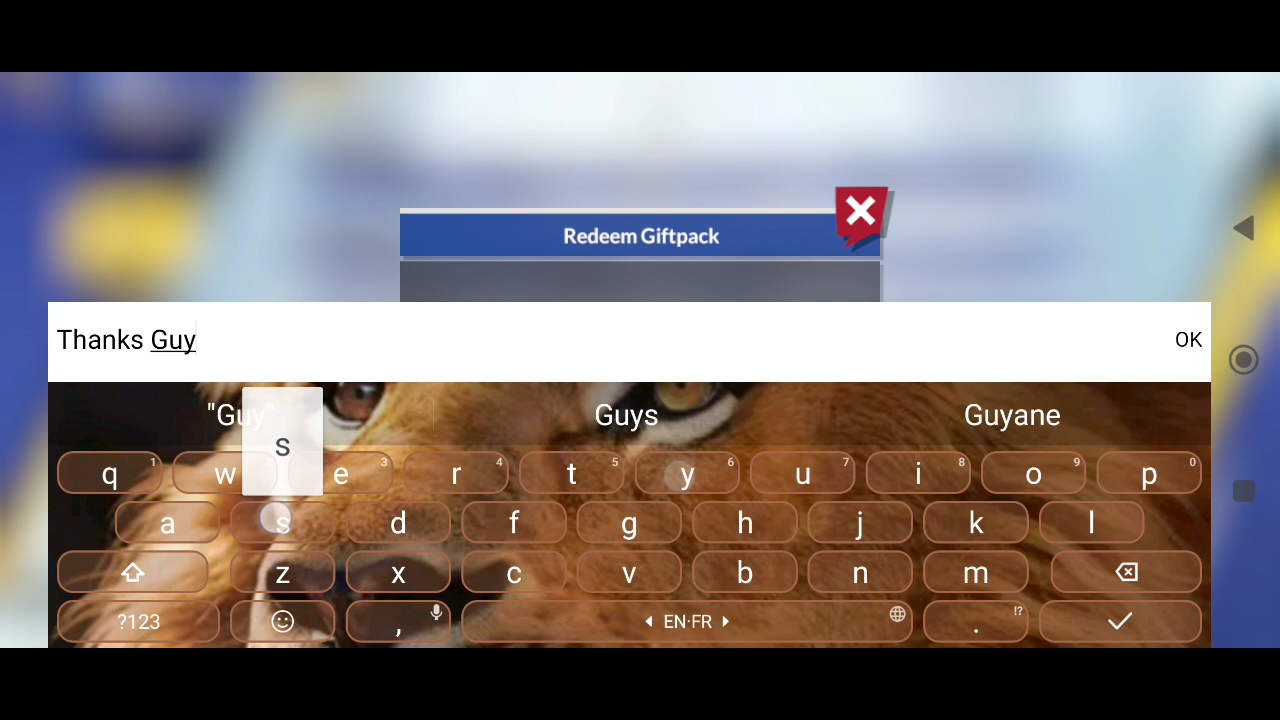 Redeem Giftpack
Thanks Guy
OK
"Guy" Guys Guyane
s
q 1 w 2 e 3 r 4 t 5 y 6 u 7 i 8 o 9 p 0
a s d f g h j k l
z x c v b n m
?123 , EN·FR . !?